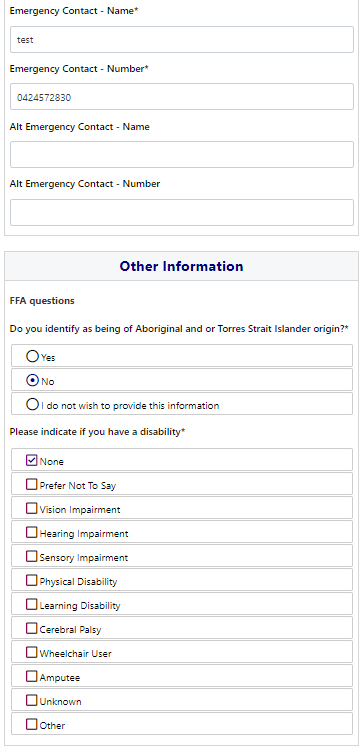 Emergency Contact - Name*
test
Emergency Contact - Number*
0424572830
Alt Emergency Contact - Name
Alt Emergency Contact - Number
Other Information
FFA questions
Do you identify as being of Aboriginal and or Torres Strait Islander origin?*
Yes
No
I do not wish to provide this information
Please indicate if you have a disability*
None
Prefer Not To Say
Vision Impairment
Hearing Impairment
Sensory Impairment
Physical Disability
Learning Disability
Cerebral Palsy
Wheelchair User
Amputee
Unknown
Other